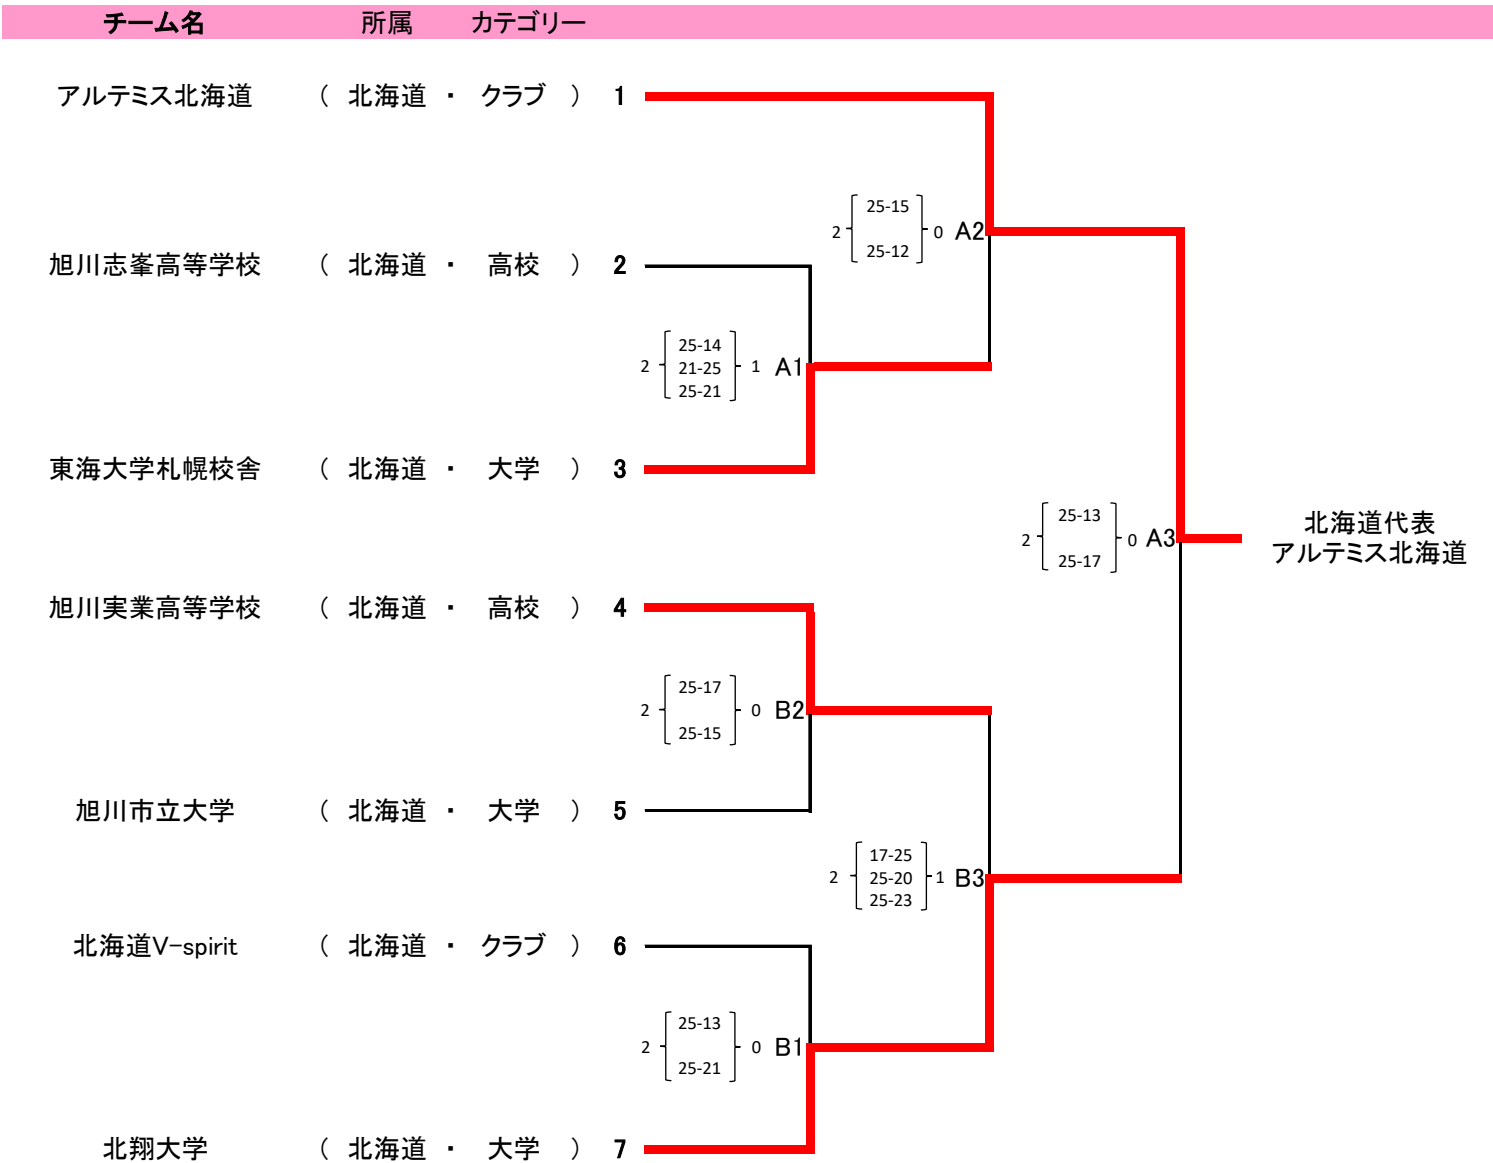 チーム名 所属 カテゴリー
アルテミス北海道 ( 北海道 ・ クラブ ) 1
25-15
2 0 A2
25-12
旭川志峯高等学校 ( 北海道 ・ 高校 ) 2
25-14
2 21-25 1 A1
25-21
東海大学札幌校舎 ( 北海道 ・ 大学 ) 3
25-13
2 0 A3
25-17
北海道代表
アルテミス北海道
旭川実業高等学校 ( 北海道 ・ 高校 ) 4
25-17
2 0 B2
25-15
旭川市立大学 ( 北海道 ・ 大学 ) 5
17-25
2 25-20 1 B3
25-23
北海道V-spirit ( 北海道 ・ クラブ ) 6
25-13
2 0 B1
25-21
北翔大学 ( 北海道 ・ 大学 ) 7